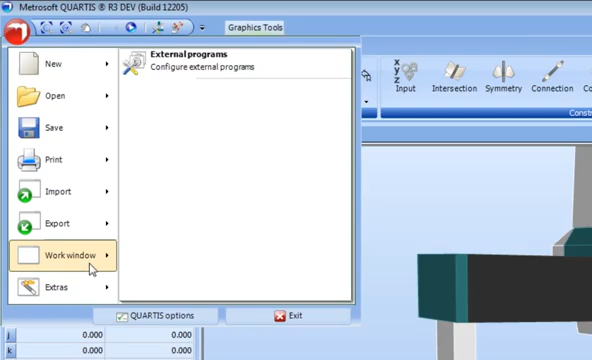 Metrosoft QUARTIS ® R3 DEV (Build 12205)
Graphics Tools
New
Open
Save
Print
Import
Export
Work window
Extras
External programs
Configure external programs
QUARTIS options
Exit
x
y
z
Input
Intersection
Symmetry
Connection
Constr
j 0.000 0.000
k 0.000 0.000